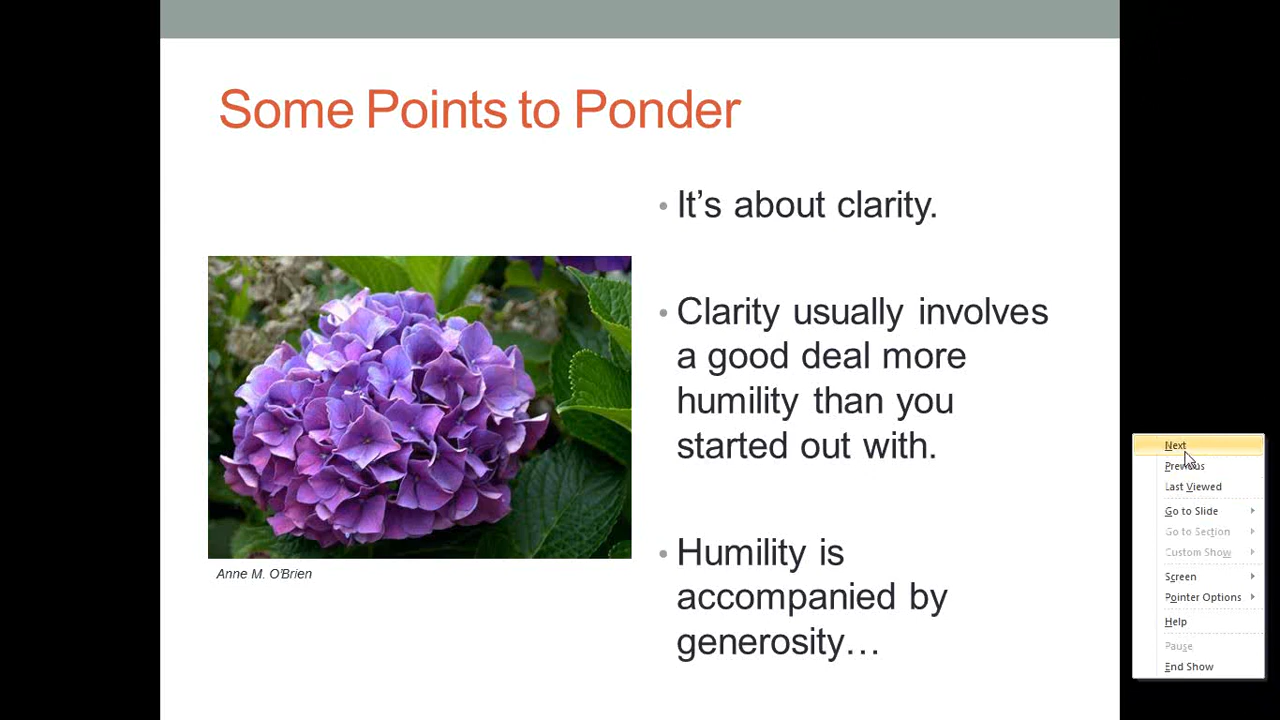 Some Points to Ponder
• It’s about clarity.
• Clarity usually involves
a good deal more
humility than you
started out with.
• Humility is
accompanied by
generosity…
Anne M. O’Brien
Next
Previous
Last Viewed
Go to Slide
Go to Section
Custom Show
Screen
Pointer Options
Help
Pause
End Show